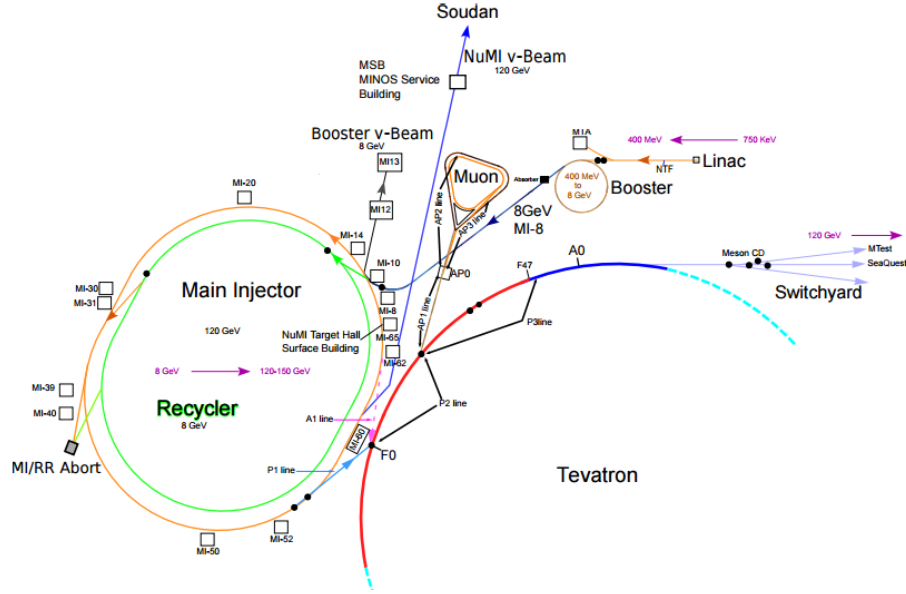 Soudan
NuMI ν-Beam
120 GeV
MSB
MINOS Service
Building
Booster ν-Beam
8 GeV
MI13
MI12
MTA
400 MeV
750 KeV
Linac
NTF
Muon
Absorber
400 MeV
to
8 GeV
Booster
AP2 line
AP3 line
8GeV
MI-8
MI-20
MI-14
MI-10
120 GeV
MTest
Meson CD
SeaQuest
Switchyard
A0
F47
AP0
MI-30
MI-31
Main Injector
MI-8
NuMI Target Hall
Surface Building
MI-65
MI-62
AP1 line
P3line
120 GeV
8 GeV
120-150 GeV
MI-39
MI-40
Recycler
8 GeV
A1 line
P2 line
MI-60
F0
MI/RR Abort
P1 line
Tevatron
MI-52
MI-50